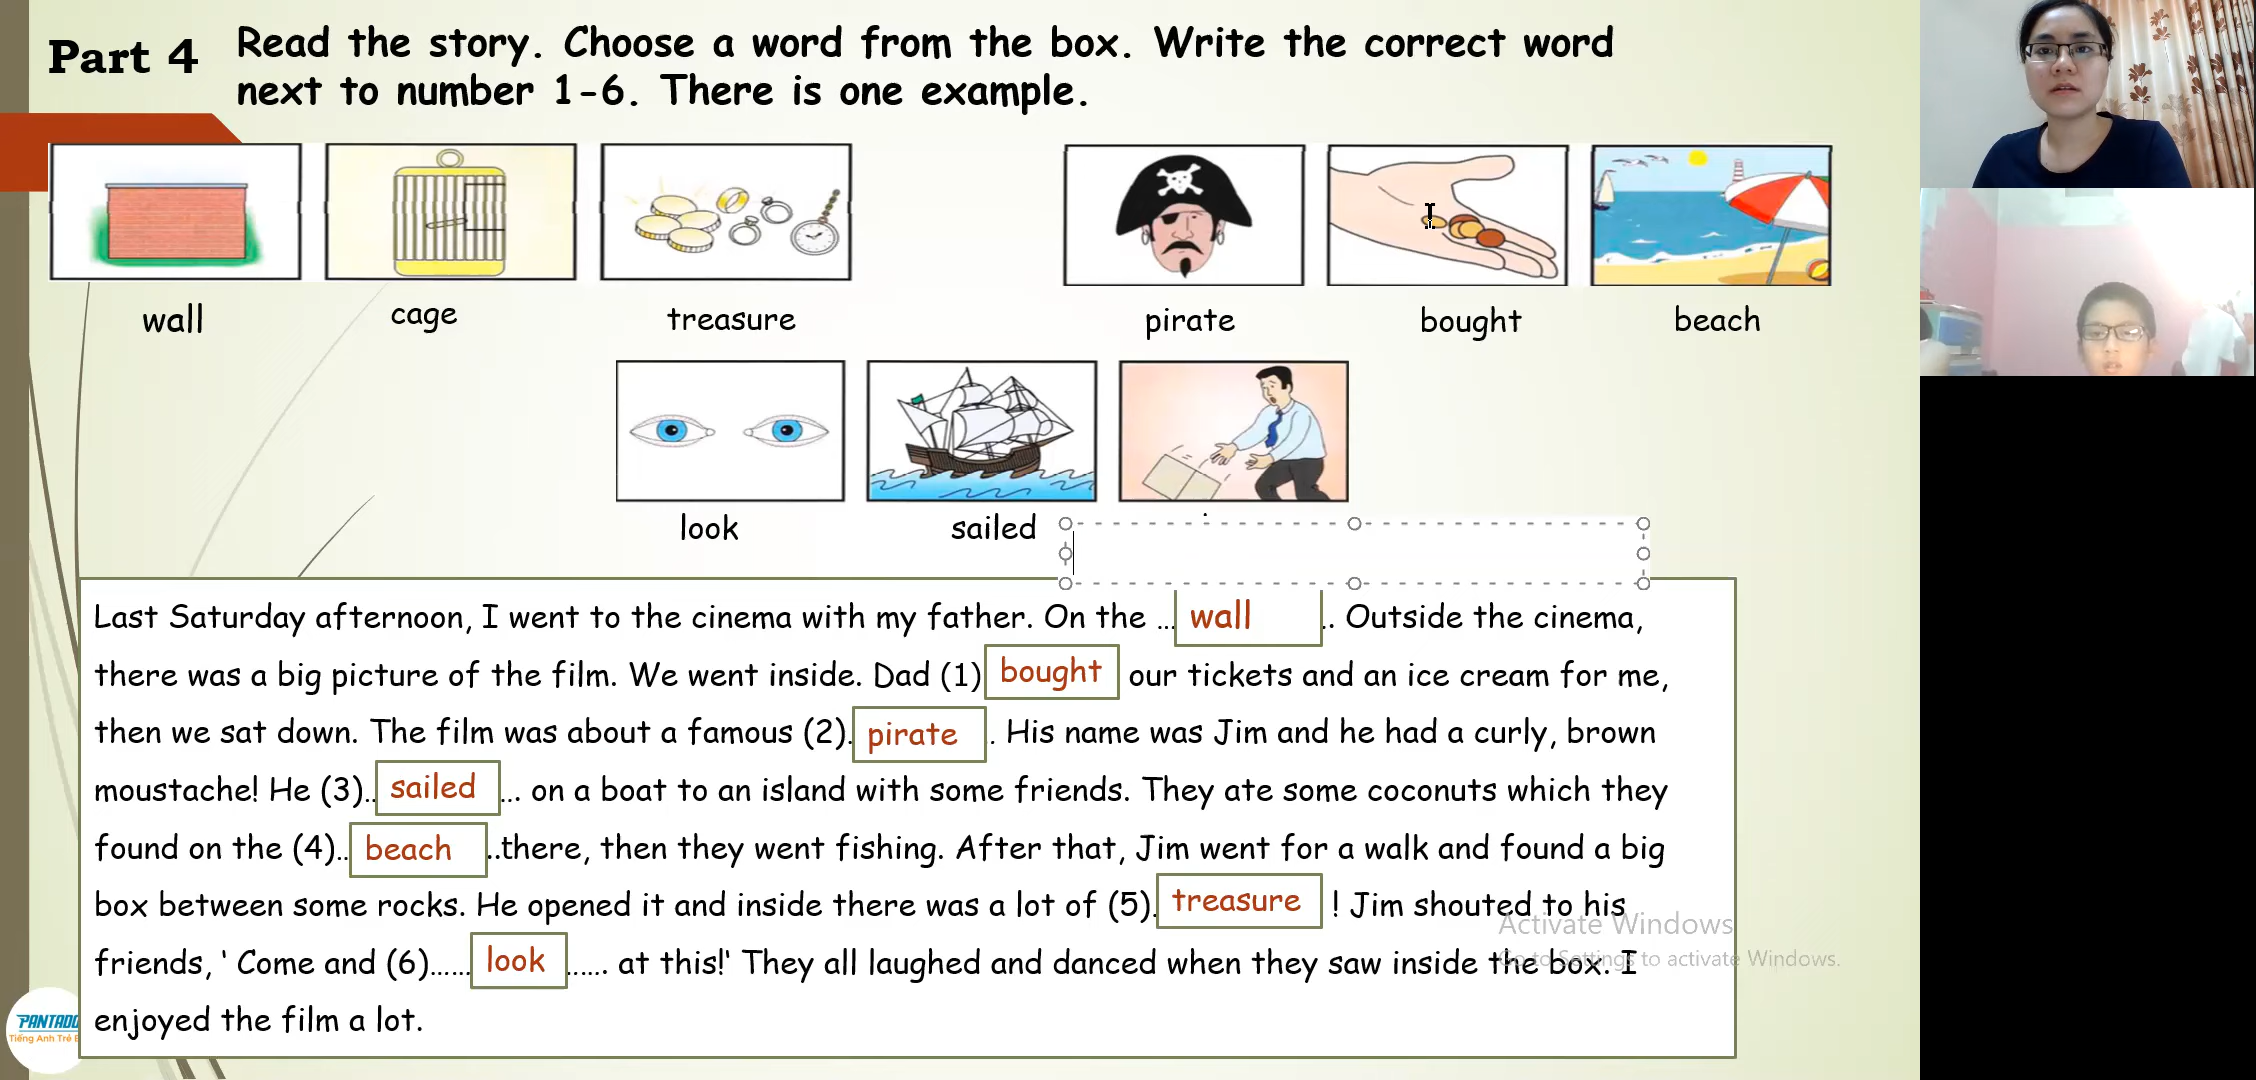 Part 4
Read the story. Choose a word from the box. Write the correct word
next to number 1-6. There is one example.
wall
cage
treasure
pirate
bought
beach
look
sailed
Last Saturday afternoon, I went to the cinema with my father. On the ... wall .. Outside the cinema,
there was a big picture of the film. We went inside. Dad (1) bought our tickets and an ice cream for me,
then we sat down. The film was about a famous (2). pirate . His name was Jim and he had a curly, brown
moustache! He (3).. sailed ... on a boat to an island with some friends. They ate some coconuts which they
found on the (4).. beach ..there, then they went fishing. After that, Jim went for a walk and found a big
box between some rocks. He opened it and inside there was a lot of (5). treasure ! Jim shouted to his
friends, ' Come and (6)...... look ...... at this!' They all laughed and danced when they saw inside the box. I
enjoyed the film a lot.
Activate Windows
Go to Settings to activate Windows.
Tiếng Anh Trẻ